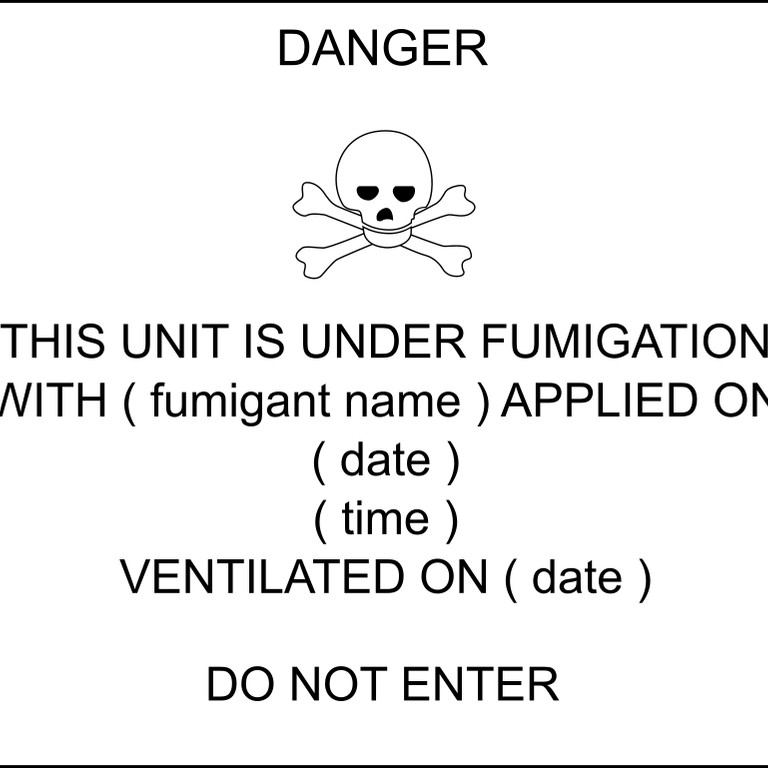 DANGER
THIS UNIT IS UNDER FUMIGATION
WITH ( fumigant name ) APPLIED ON
( date )
( time )
VENTILATED ON ( date )
DO NOT ENTER